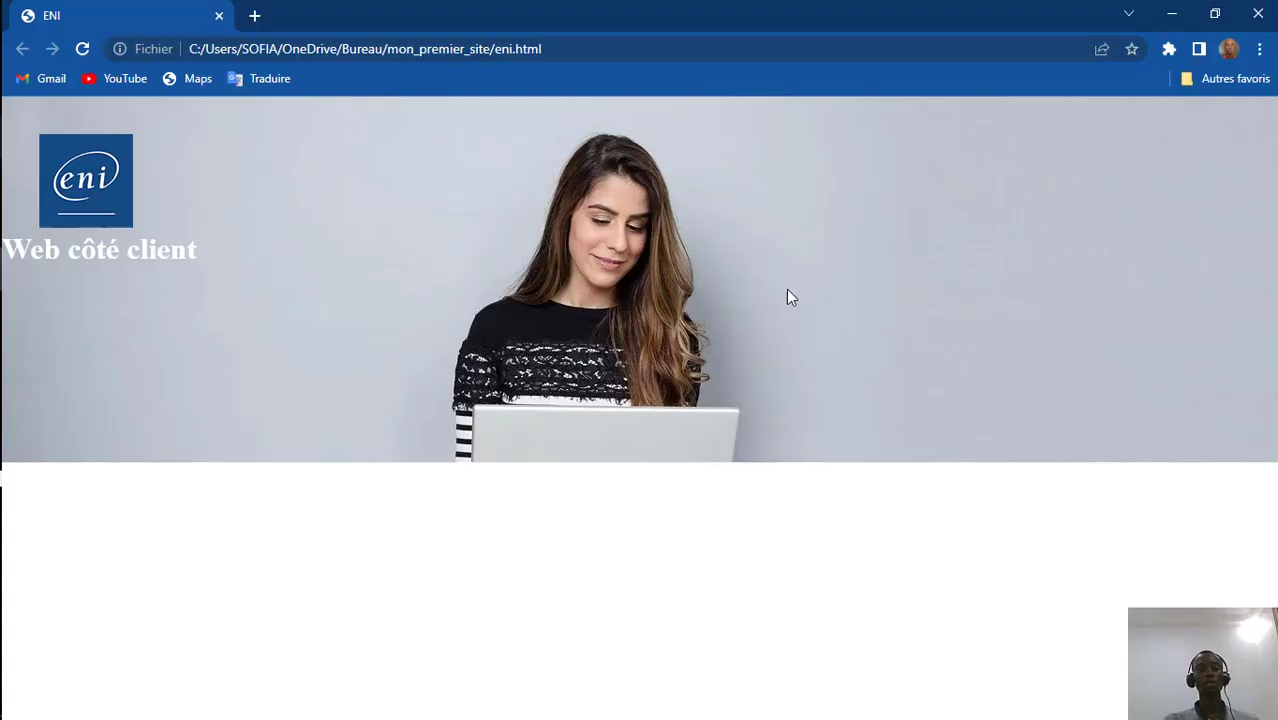 ENI
Fichier
C:/Users/SOFIA/OneDrive/Bureau/mon_premier_site/eni.html
Gmail
YouTube
Maps
Traduire
Autres favoris
eni
Web côté client